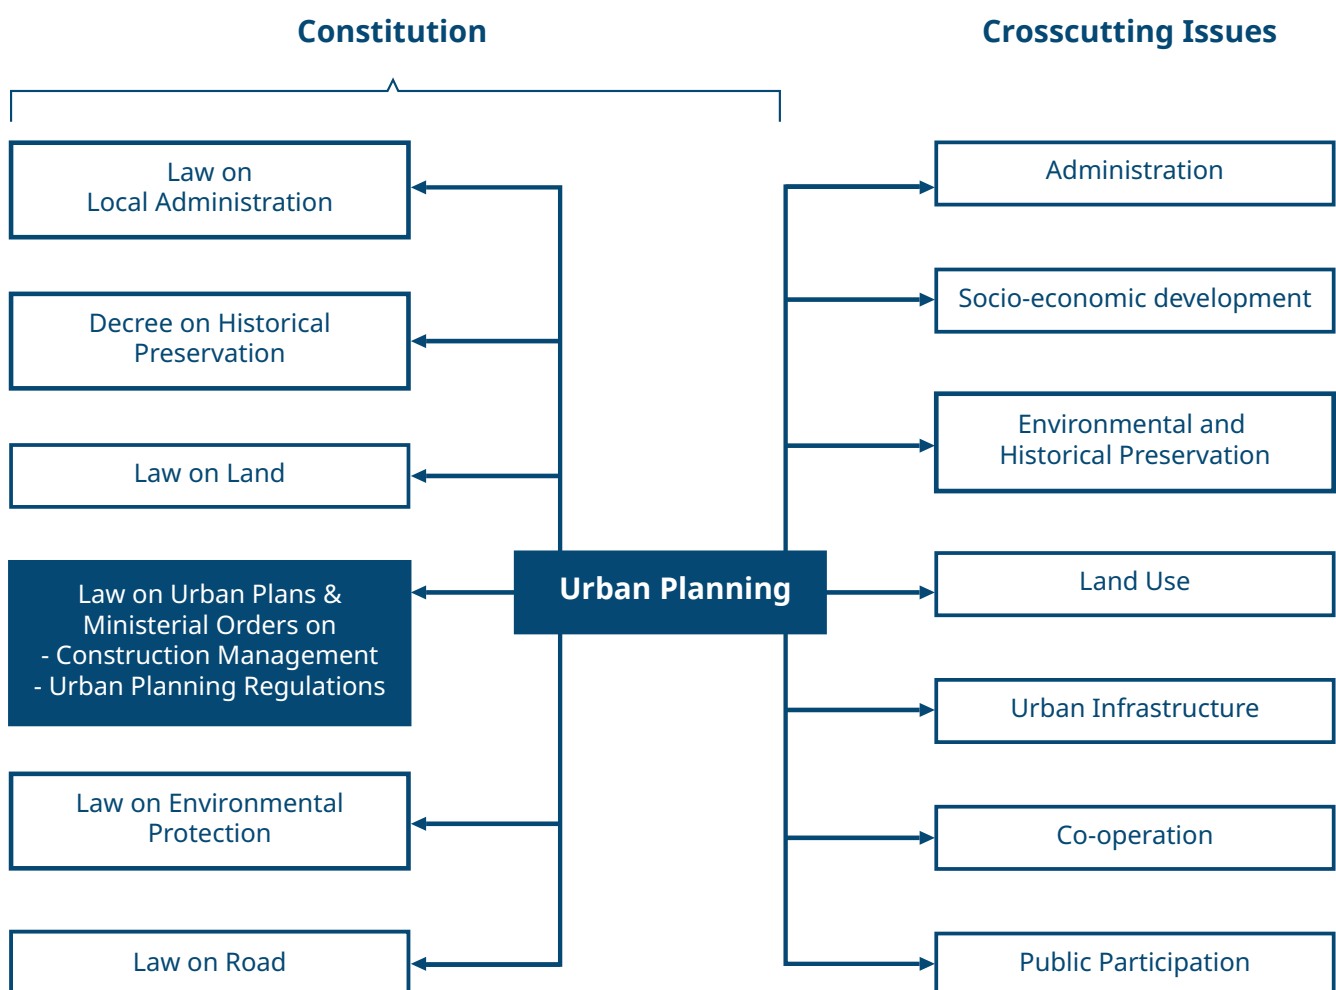 Constitution
Crosscutting Issues
Law on
Local Administration
Decree on Historical
Preservation
Law on Land
Law on Urban Plans &
Ministerial Orders on
- Construction Management
- Urban Planning Regulations
Law on Environmental
Protection
Law on Road
Urban Planning
Administration
Socio-economic development
Environmental and
Historical Preservation
Land Use
Urban Infrastructure
Co-operation
Public Participation